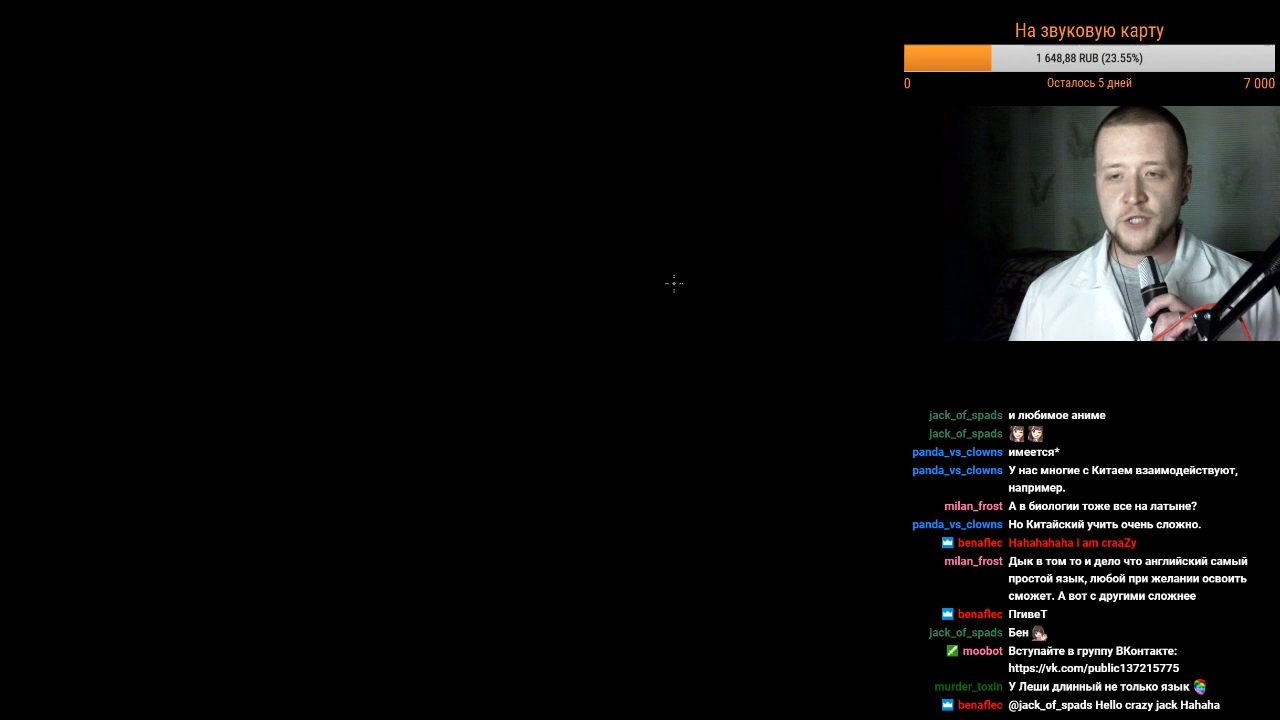 На звуковую карту
1 648,88 RUB (23.55%)
0 Осталось 5 дней 7 000
jack_of_spads и любимое аниме
jack_of_spads
panda_vs_clowns имеется*
panda_vs_clowns У нас многие с Китаем взаимодействуют,
например.
milan_frost А в биологии тоже все на латыне?
panda_vs_clowns Но Китайский учить очень сложно.
benaflec Hahahahaha i am craaZy
milan_frost Дык в том то и дело что английский самый
простой язык, любой при желании освоить
сможет. А вот с другими сложнее
benaflec ПгивеТ
jack_of_spads Бен
moobot Вступайте в группу ВКонтакте:
https://vk.com/public137215775
murder_toxin У Леши длинный не только язык
benaflec @jack_of_spads Hello crazy jack Hahaha